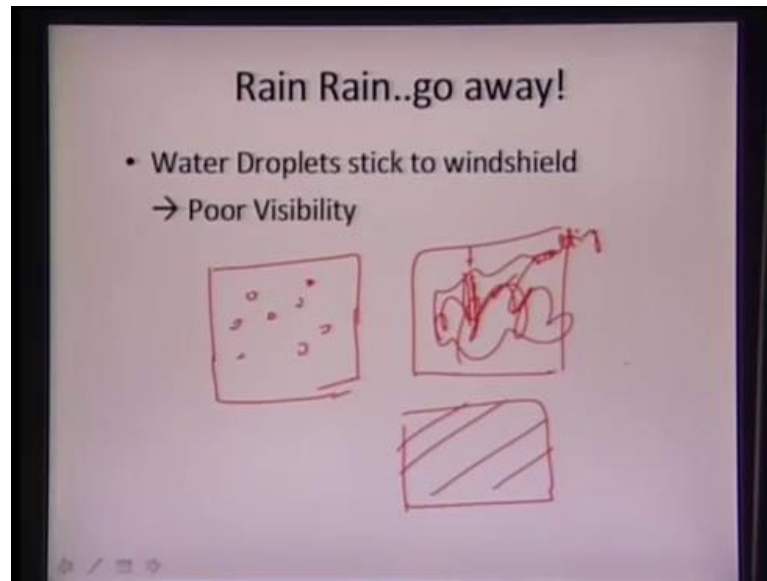 Rain Rain..go away!
• Water Droplets stick to windshield
→ Poor Visibility